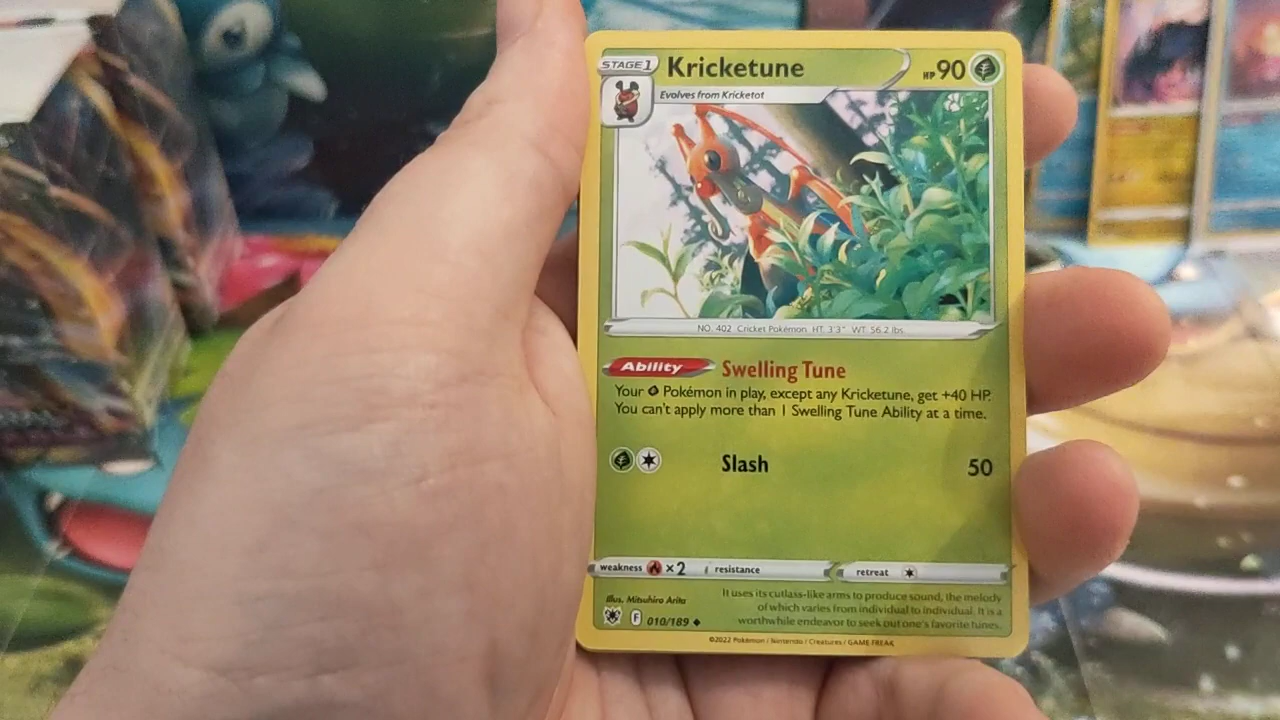 STAGE 1 Kricketune HP 90
Evolves from Kricketot
NO. 402 Cricket Pokémon HT. 3'3" WT. 56.2 lbs.
Ability Swelling Tune
Your Pokémon in play, except any Kricketune, get +40 HP.
You can't apply more than 1 Swelling Tune Ability at a time.
Slash 50
weakness ×2 resistance retreat
Illus. Mitsuhiro Arita
It uses its cutlass-like arms to produce sound, the melody
of which varies from individual to individual. It is a
worthwhile endeavor to seek out one's favorite tunes.
F 010/189
©2022 Pokémon / Nintendo / Creatures / GAME FREAK